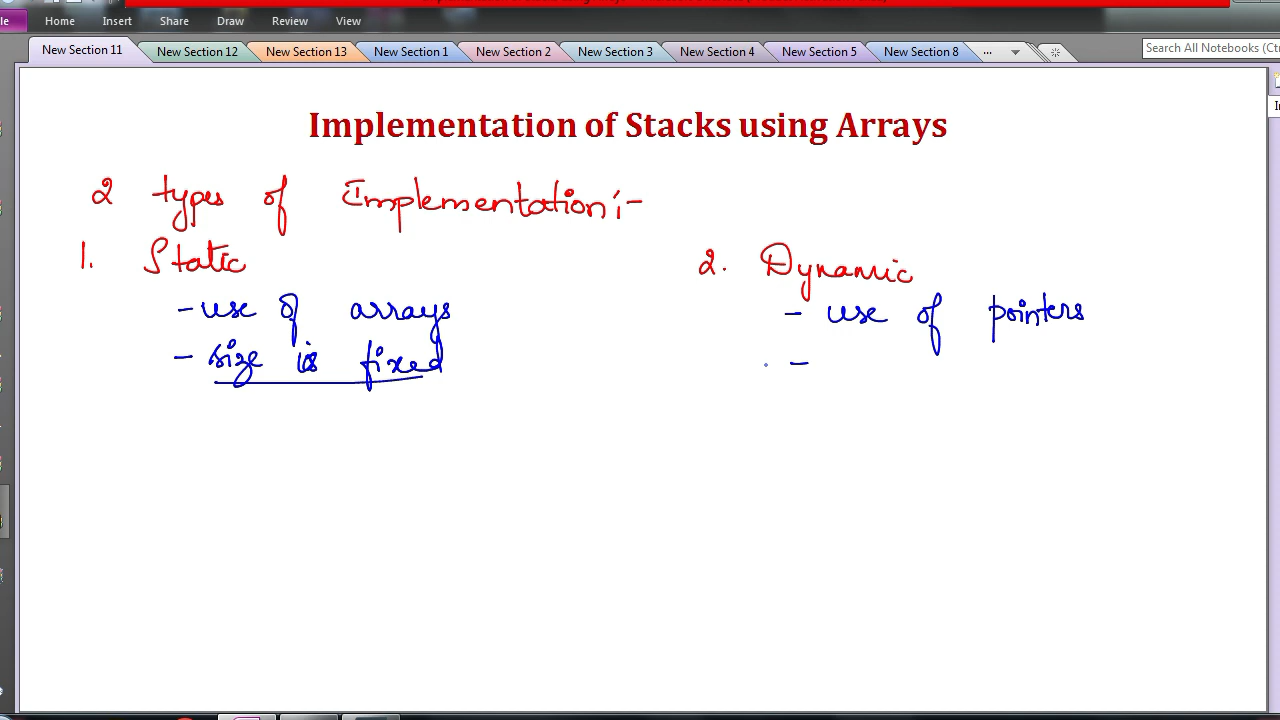 Home Insert Share Draw Review View
New Section 11 New Section 12 New Section 13 New Section 1 New Section 2 New Section 3 New Section 4 New Section 5 New Section 8 ... Search All Notebooks (Ctr
Implementation of Stacks using Arrays
2 types of Implementation:-
1. Static
2. Dynamic
- use of arrays
- use of pointers
- size is fixed
-